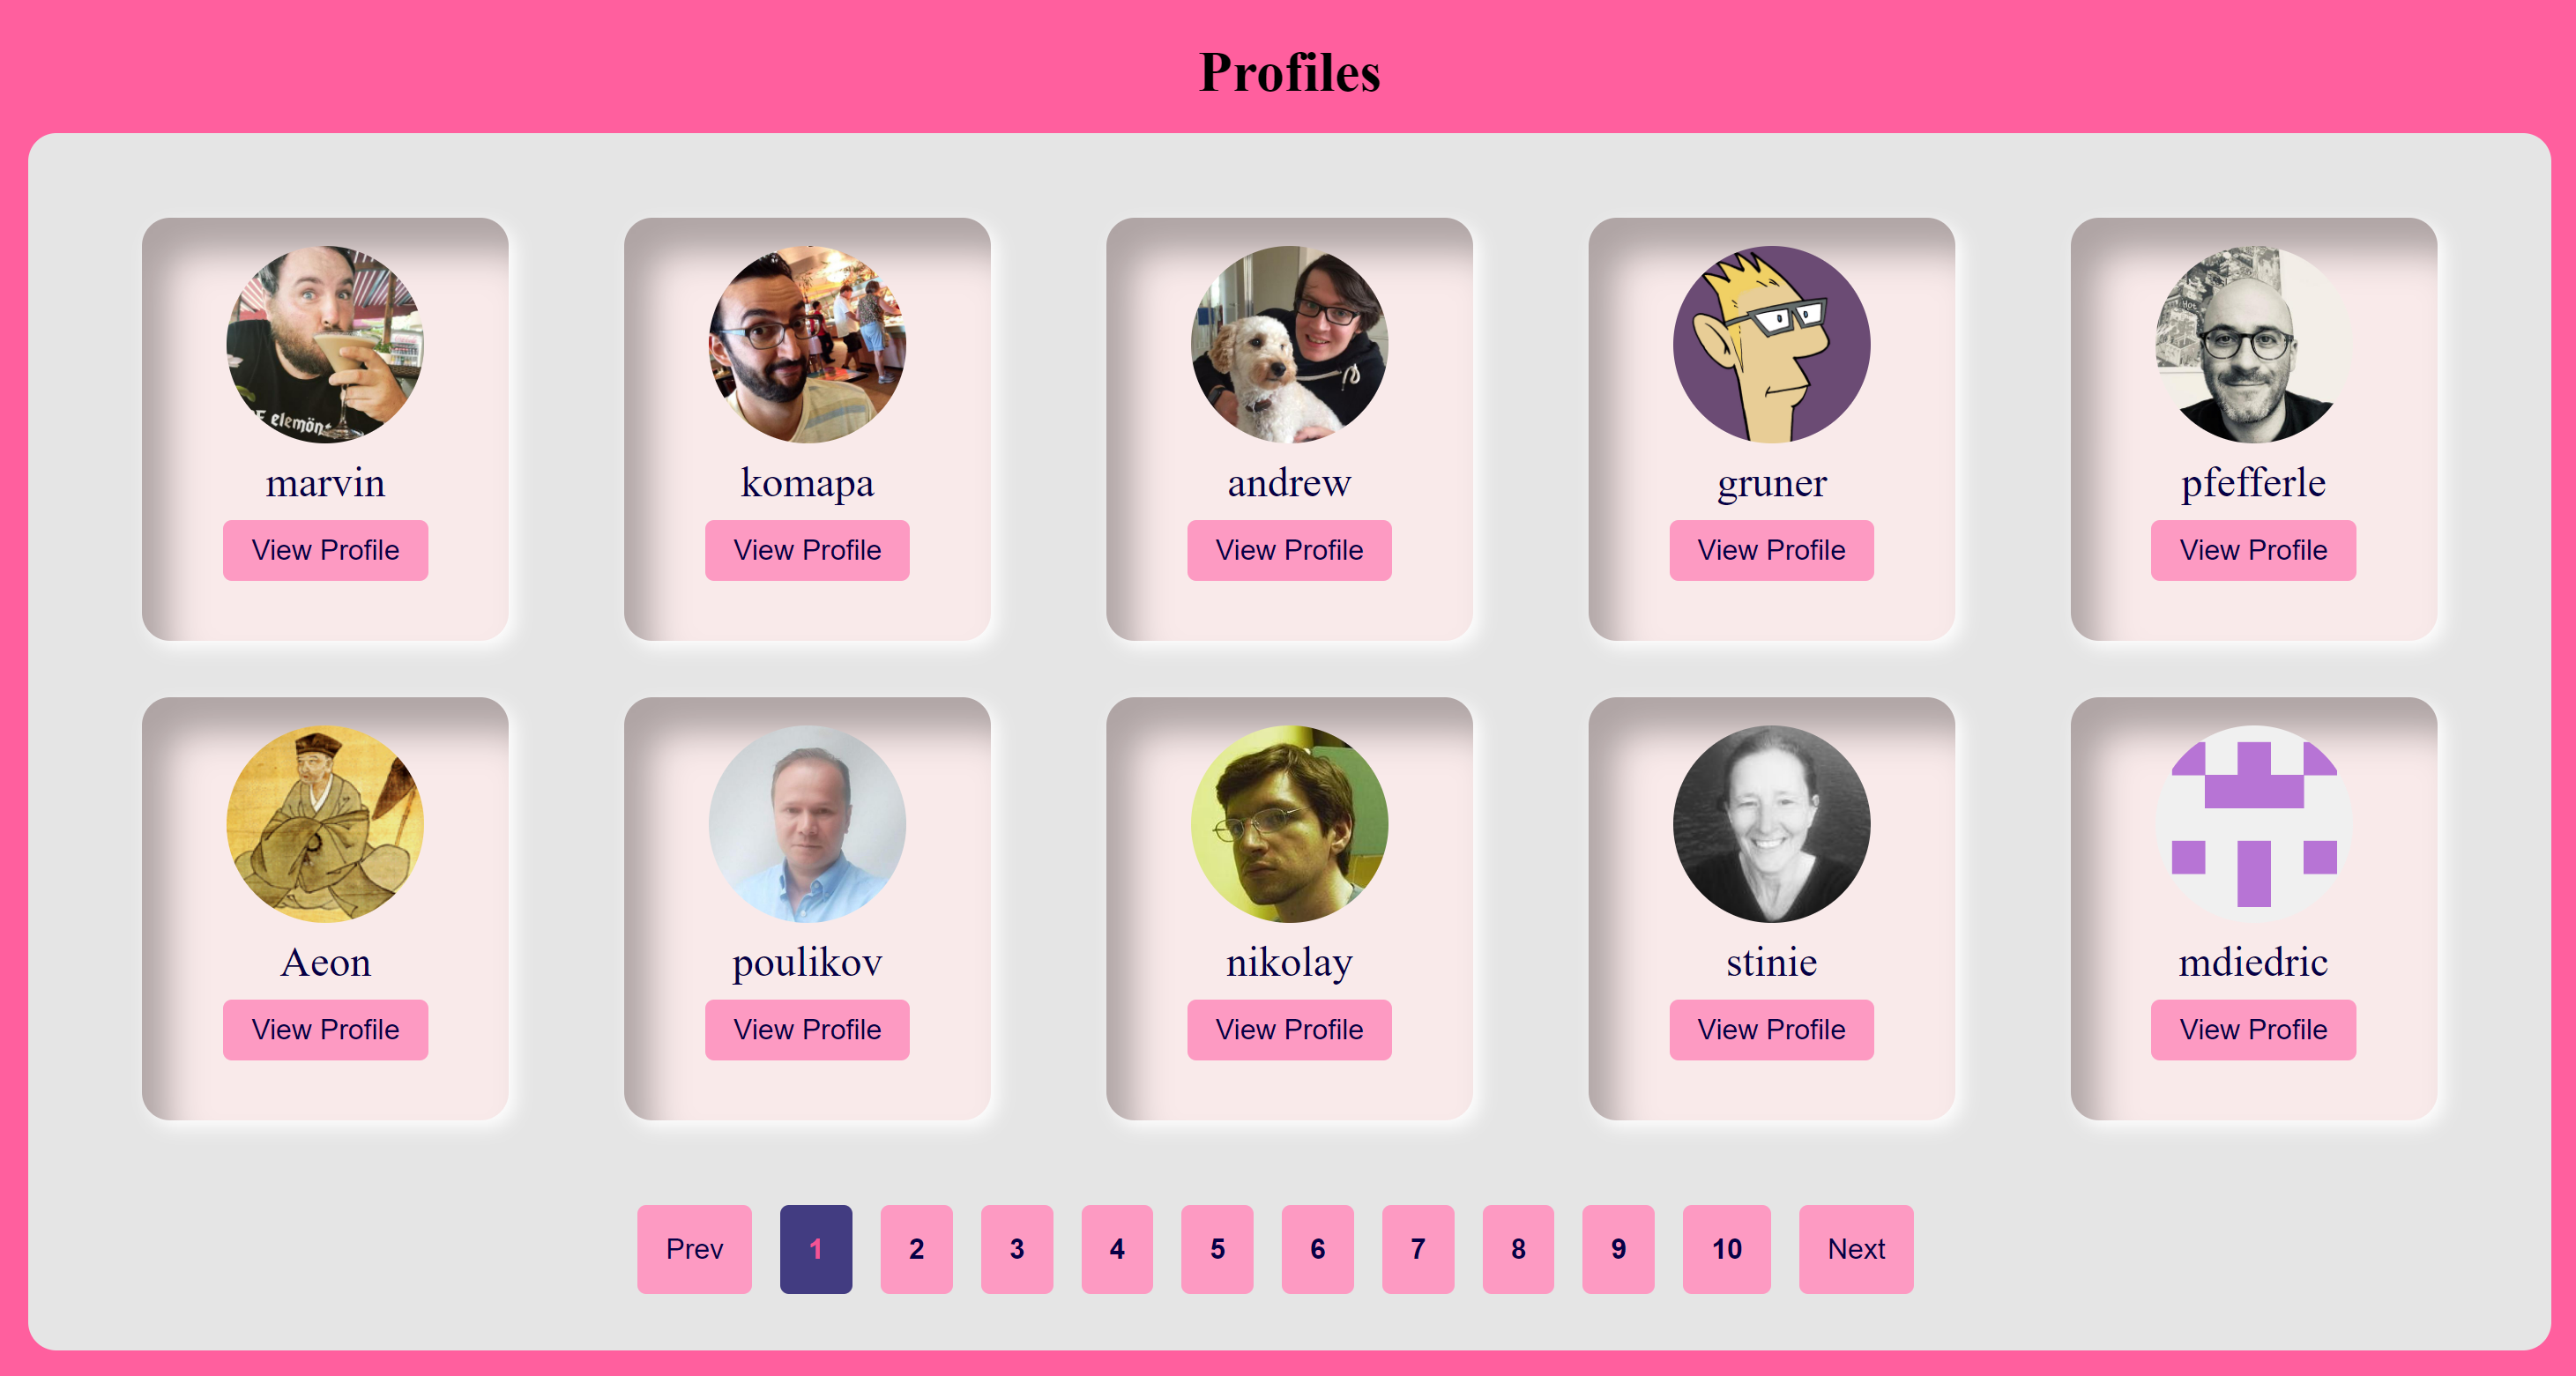 Profiles
elemön
marvin
komapa
andrew
gruner
pfefferle
View Profile
View Profile
View Profile
View Profile
View Profile
Aeon
poulikov
nikolay
stinie
mdiedric
View Profile
View Profile
View Profile
View Profile
View Profile
Prev 1 2 3 4 5 6 7 8 9 10 Next